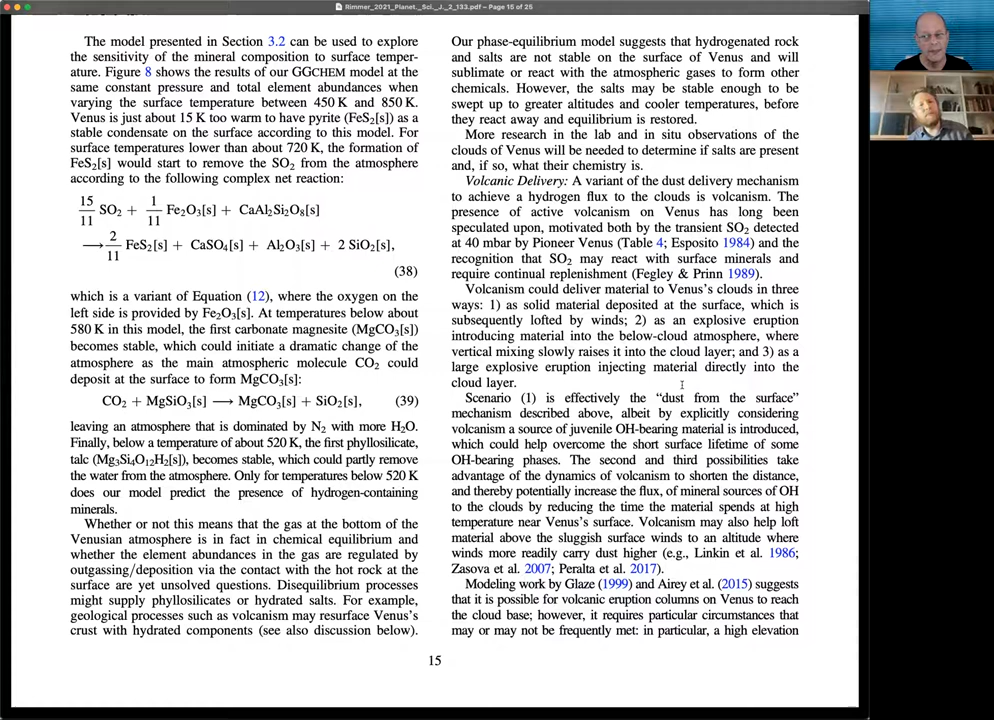 Rimmer_2021_Planet._Sci._J._2_133.pdf – Page 15 of 25
The model presented in Section 3.2 can be used to explore
the sensitivity of the mineral composition to surface temper-
ature. Figure 8 shows the results of our GGCHEM model at the
same constant pressure and total element abundances when
varying the surface temperature between 450 K and 850 K.
Venus is just about 15 K too warm to have pyrite (FeS2[s]) as a
stable condensate on the surface according to this model. For
surface temperatures lower than about 720 K, the formation of
FeS2[s] would start to remove the SO2 from the atmosphere
according to the following complex net reaction:
15/11 SO2 + 1/11 Fe2O3[s] + CaAl2Si2O8[s]
⟶ 2/11 FeS2[s] + CaSO4[s] + Al2O3[s] + 2 SiO2[s],
(38)
which is a variant of Equation (12), where the oxygen on the
left side is provided by Fe2O3[s]. At temperatures below about
580 K in this model, the first carbonate magnesite (MgCO3[s])
becomes stable, which could initiate a dramatic change of the
atmosphere as the main atmospheric molecule CO2 could
deposit at the surface to form MgCO3[s]:
CO2 + MgSiO3[s] ⟶ MgCO3[s] + SiO2[s], (39)
leaving an atmosphere that is dominated by N2 with more H2O.
Finally, below a temperature of about 520 K, the first phyllosilicate,
talc (Mg3Si4O12H2[s]), becomes stable, which could partly remove
the water from the atmosphere. Only for temperatures below 520 K
does our model predict the presence of hydrogen-containing
minerals.
Whether or not this means that the gas at the bottom of the
Venusian atmosphere is in fact in chemical equilibrium and
whether the element abundances in the gas are regulated by
outgassing/deposition via the contact with the hot rock at the
surface are yet unsolved questions. Disequilibrium processes
might supply phyllosilicates or hydrated salts. For example,
geological processes such as volcanism may resurface Venus's
crust with hydrated components (see also discussion below).
Our phase-equilibrium model suggests that hydrogenated rock
and salts are not stable on the surface of Venus and will
sublimate or react with the atmospheric gases to form other
chemicals. However, the salts may be stable enough to be
swept up to greater altitudes and cooler temperatures, before
they react away and equilibrium is restored.
More research in the lab and in situ observations of the
clouds of Venus will be needed to determine if salts are present
and, if so, what their chemistry is.
Volcanic Delivery: A variant of the dust delivery mechanism
to achieve a hydrogen flux to the clouds is volcanism. The
presence of active volcanism on Venus has long been
speculated upon, motivated both by the transient SO2 detected
at 40 mbar by Pioneer Venus (Table 4; Esposito 1984) and the
recognition that SO2 may react with surface minerals and
require continual replenishment (Fegley & Prinn 1989).
Volcanism could deliver material to Venus's clouds in three
ways: 1) as solid material deposited at the surface, which is
subsequently lofted by winds; 2) as an explosive eruption
introducing material into the below-cloud atmosphere, where
vertical mixing slowly raises it into the cloud layer; and 3) as a
large explosive eruption injecting material directly into the
cloud layer.
Scenario (1) is effectively the “dust from the surface”
mechanism described above, albeit by explicitly considering
volcanism a source of juvenile OH-bearing material is introduced,
which could help overcome the short surface lifetime of some
OH-bearing phases. The second and third possibilities take
advantage of the dynamics of volcanism to shorten the distance,
and thereby potentially increase the flux, of mineral sources of OH
to the clouds by reducing the time the material spends at high
temperature near Venus's surface. Volcanism may also help loft
material above the sluggish surface winds to an altitude where
winds more readily carry dust higher (e.g., Linkin et al. 1986;
Zasova et al. 2007; Peralta et al. 2017).
Modeling work by Glaze (1999) and Airey et al. (2015) suggests
that it is possible for volcanic eruption columns on Venus to reach
the cloud base; however, it requires particular circumstances that
may or may not be frequently met: in particular, a high elevation
15